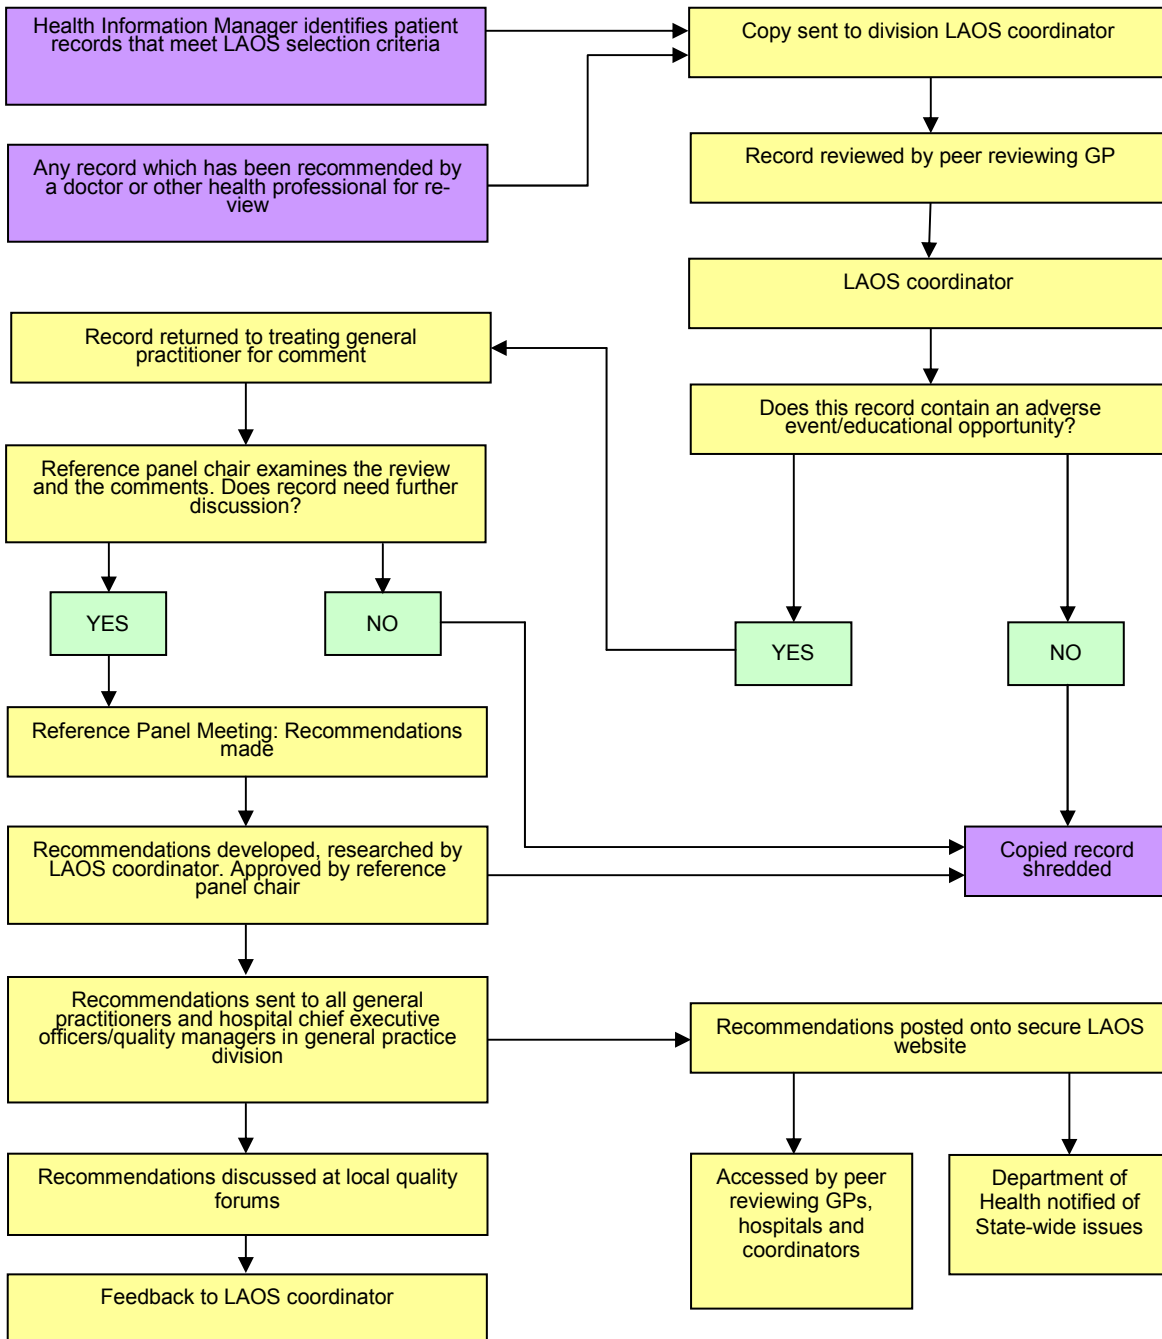 Health Information Manager identifies patient
records that meet LAOS selection criteria
Copy sent to division LAOS coordinator
Any record which has been recommended by
a doctor or other health professional for re-
view
Record reviewed by peer reviewing GP
LAOS coordinator
Record returned to treating general
practitioner for comment
Does this record contain an adverse
event/educational opportunity?
Reference panel chair examines the review
and the comments. Does record need further
discussion?
YES
NO
YES
NO
Reference Panel Meeting: Recommendations
made
Recommendations developed, researched by
LAOS coordinator. Approved by reference
panel chair
Copied record
shredded
Recommendations sent to all general
practitioners and hospital chief executive
officers/quality managers in general practice
division
Recommendations posted onto secure LAOS
website
Recommendations discussed at local quality
forums
Accessed by peer
reviewing GPs,
hospitals and
coordinators
Department of
Health notified of
State-wide issues
Feedback to LAOS coordinator